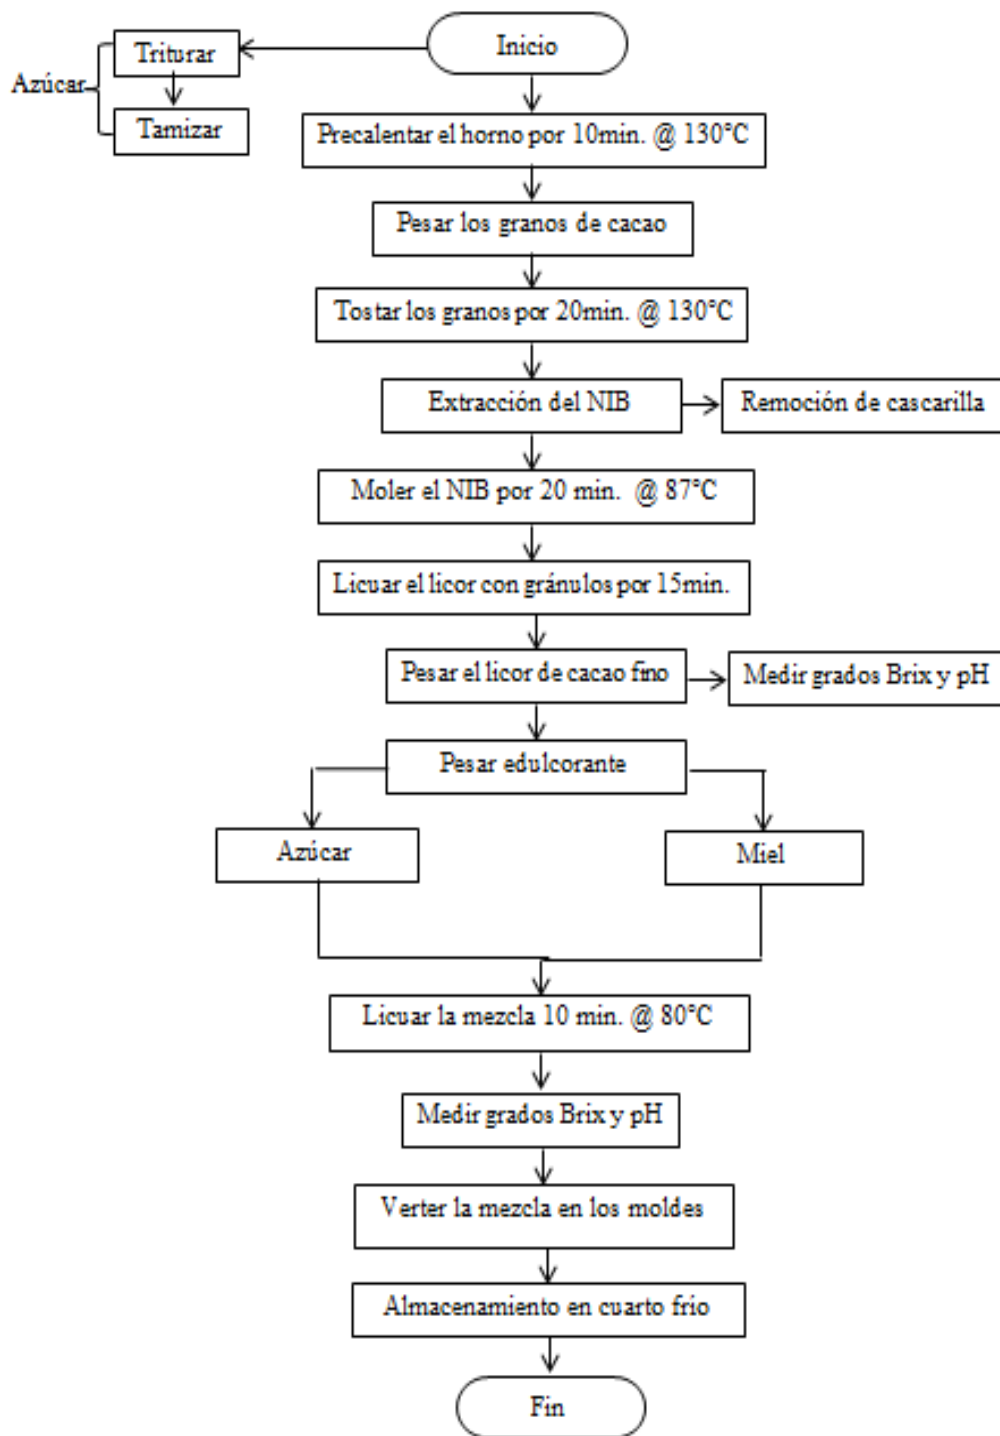 Inicio
Triturar
Azúcar
Tamizar
Precalentar el horno por 10min. @ 130°C
Pesar los granos de cacao
Tostar los granos por 20min. @ 130°C
Extracción del NIB
Remoción de cascarilla
Moler el NIB por 20 min. @ 87°C
Licuar el licor con gránulos por 15min.
Pesar el licor de cacao fino
Medir grados Brix y pH
Pesar edulcorante
Azúcar
Miel
Licuar la mezcla 10 min. @ 80°C
Medir grados Brix y pH
Verter la mezcla en los moldes
Almacenamiento en cuarto frio
Fin